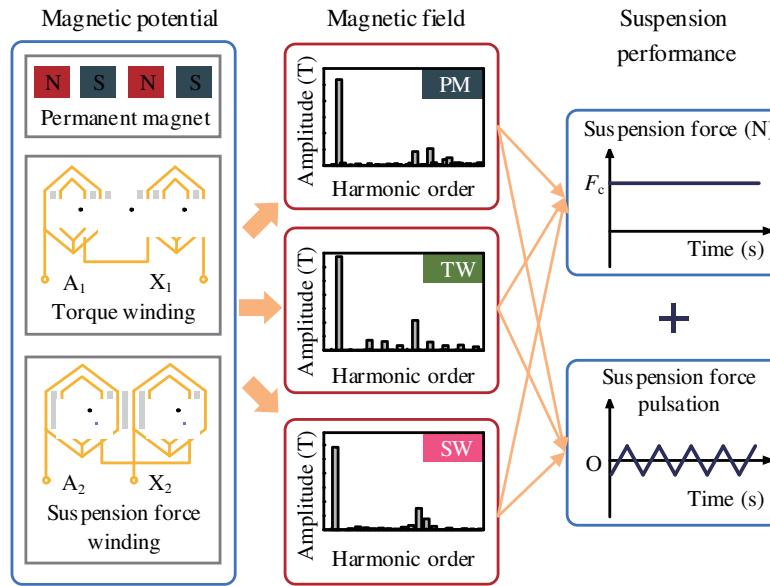 Magnetic potential
N S N S
Permanent magnet
A1 X1
Torque winding
A2 X2
Suspension force
winding
Magnetic field
Amplitude (T)
PM
Harmonic order
Amplitude (T)
TW
Harmonic order
Amplitude (T)
SW
Harmonic order
Suspension
performance
Suspension force (N)
Fc
Time (s)
+
Suspension force
pulsation
O
Time (s)